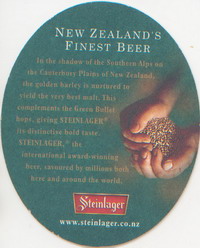 NEW ZEALAND'S
FINEST BEER
In the shadow of the Southern Alps on
the Canterbury Plains of New Zealand,
the golden barley is nurtured to
yield the very best malt. This
complements the Green Bullet
hops, giving STEINLAGER®
its distinctive bold taste.
STEINLAGER,® the
international award-winning
beer, savoured by millions both
here and around the world.
Steinlager
www.steinlager.co.nz